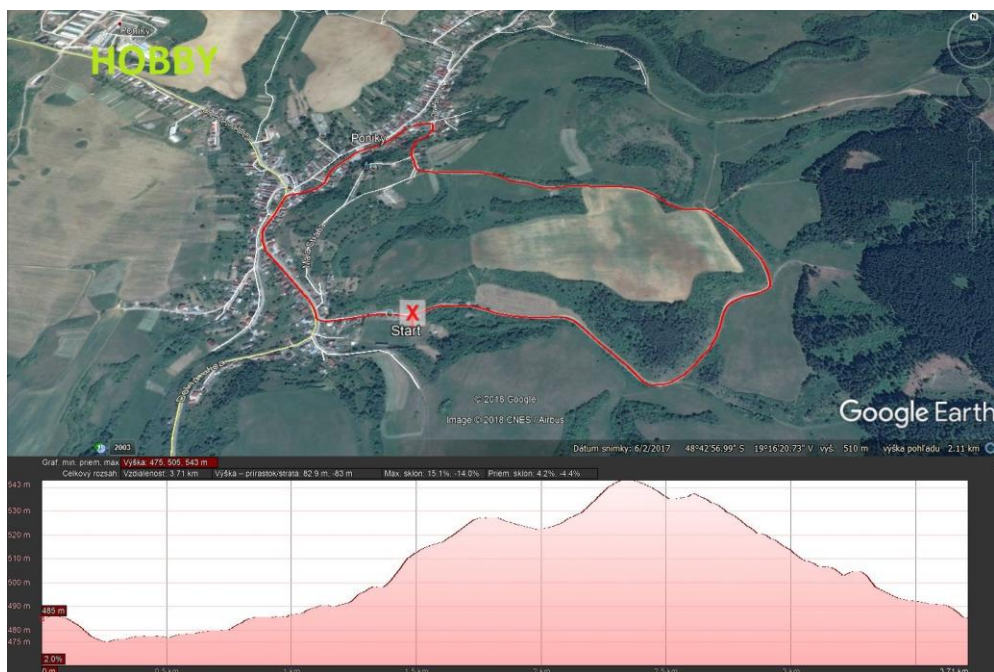 Poniky
HOBBY
Poniky
X
Start
© 2018 Google
Image © 2018 CNES / Airbus
Google Earth
N
2003
Dátum snímky: 6/2/2017 48°42'56.99" S 19°16'20.73" V výš. 510 m výška pohľadu 2.11 km
Graf: min, priem, max Výška: 475, 505, 543 m
Celkový rozsah: Vzdialenosť: 3.71 km Výška – prírastok/strata: 82.9 m, -83 m Max. sklon: 15.1%, -14.0% Priem. sklon: 4.2%, -4.4%
543 m
530 m
520 m
510 m
500 m
490 m
485 m
480 m
475 m
2.0%
0 m 0.5 km 1 km 1.5 km 2 km 2.5 km 3 km 3.71 km